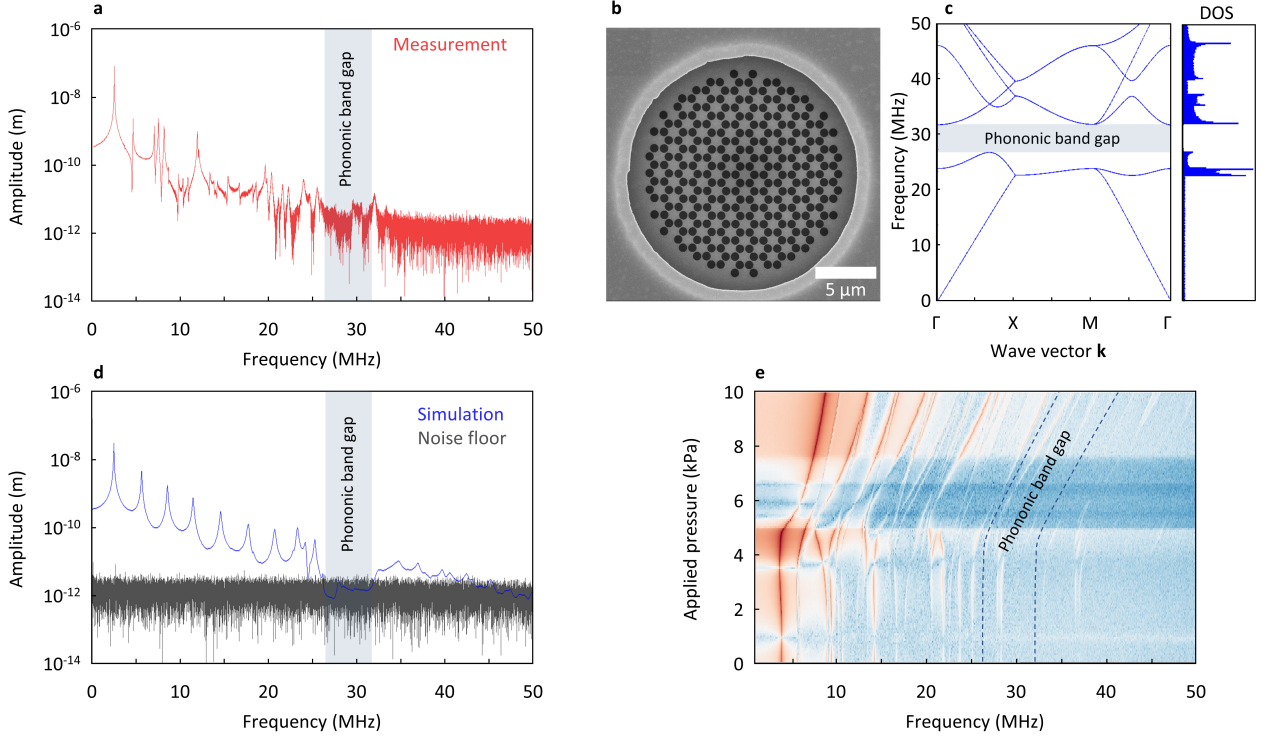 a
10⁻⁶
10⁻⁸
10⁻¹⁰
10⁻¹²
10⁻¹⁴
Amplitude (m)
Measurement
Phononic band gap
0 10 20 30 40 50
Frequency (MHz)
b
5 µm
c
DOS
50
40
30
20
10
0
Freqeuncy (MHz)
Phononic band gap
Γ X M Γ
Wave vector k
d
10⁻⁶
10⁻⁸
10⁻¹⁰
10⁻¹²
10⁻¹⁴
Amplitude (m)
Simulation
Noise floor
Phononic band gap
0 10 20 30 40 50
Frequency (MHz)
e
10
8
6
4
2
0
Applied pressure (kPa)
Phononic band gap
10 20 30 40 50
Frequency (MHz)